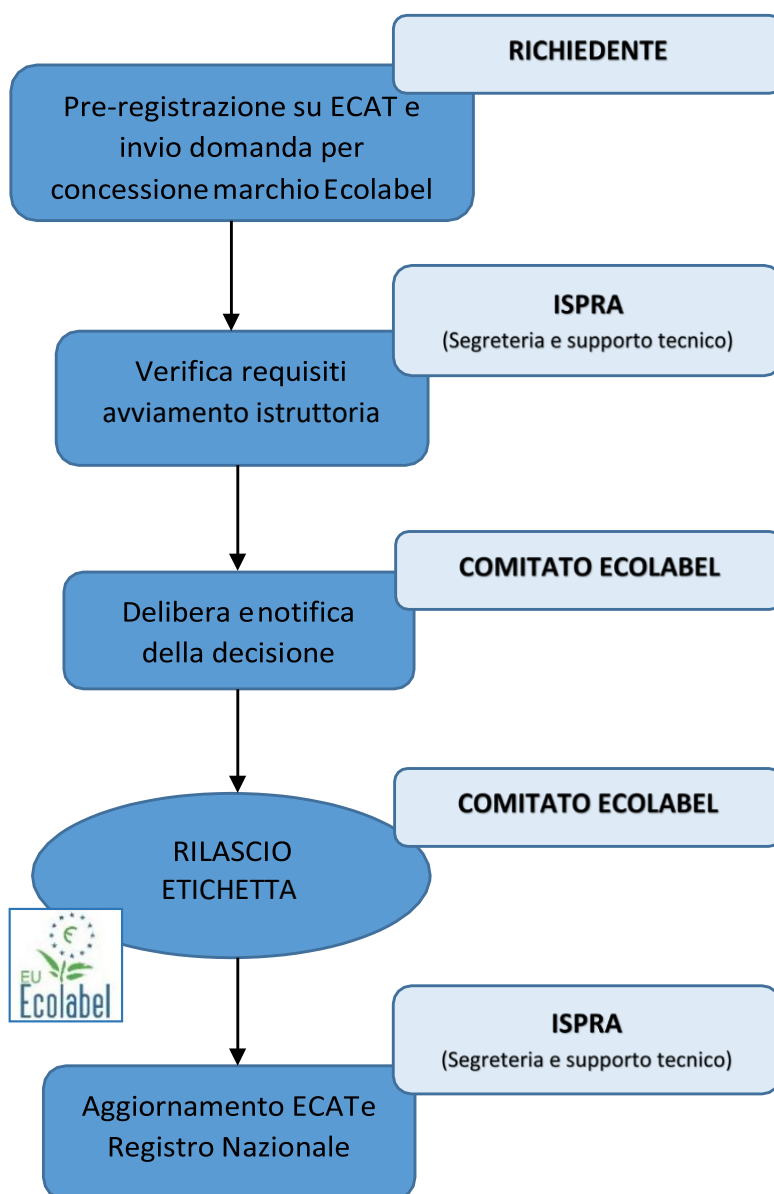 RICHIEDENTE
Pre-registrazione su ECAT e
invio domanda per
concessione marchio Ecolabel
ISPRA
(Segreteria e supporto tecnico)
Verifica requisiti
avviamento istruttoria
COMITATO ECOLABEL
Delibera e notifica
della decisione
COMITATO ECOLABEL
RILASCIO
ETICHETTA
EU
Ecolabel
ISPRA
(Segreteria e supporto tecnico)
Aggiornamento ECAT e
Registro Nazionale